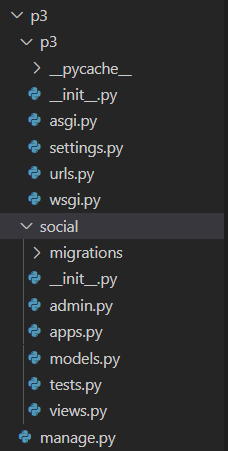 p3
p3
__pycache__
__init__.py
asgi.py
settings.py
urls.py
wsgi.py
social
migrations
__init__.py
admin.py
apps.py
models.py
tests.py
views.py
manage.py